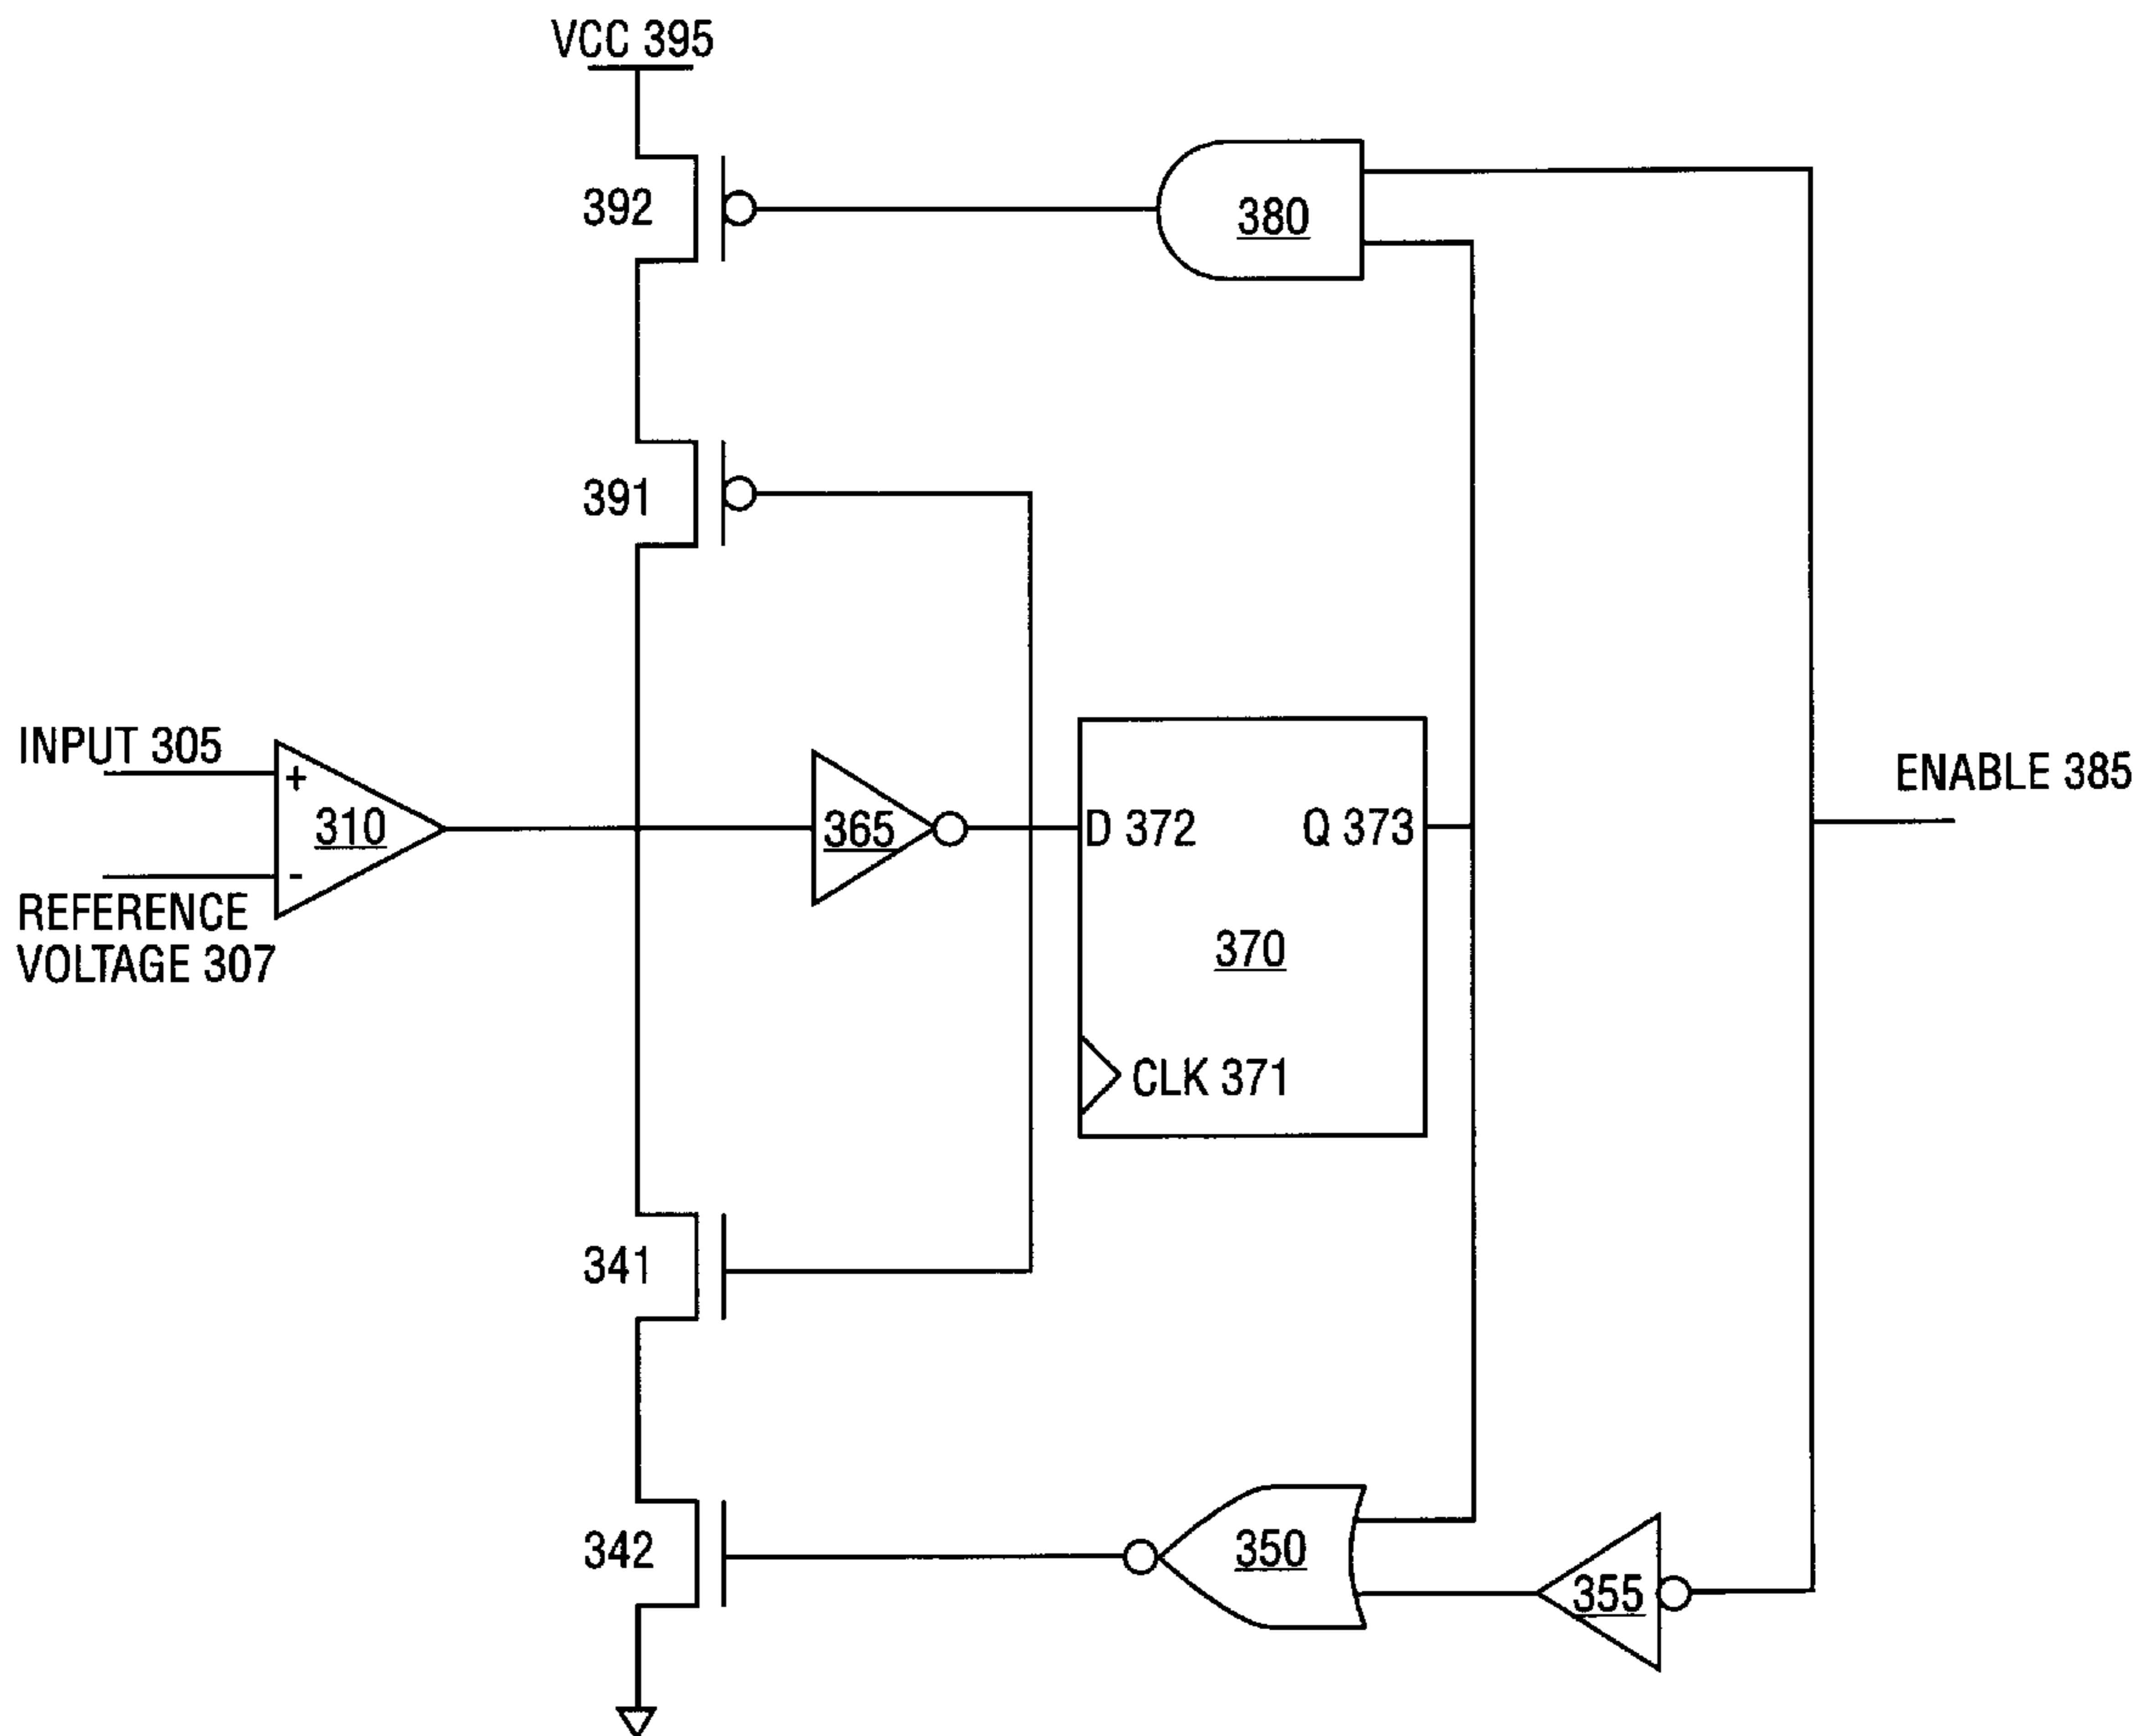 VCC 395
392
380
391
INPUT 305
+
310
-
REFERENCE
VOLTAGE 307
365
D 372
Q 373
370
CLK 371
ENABLE 385
341
342
350
355